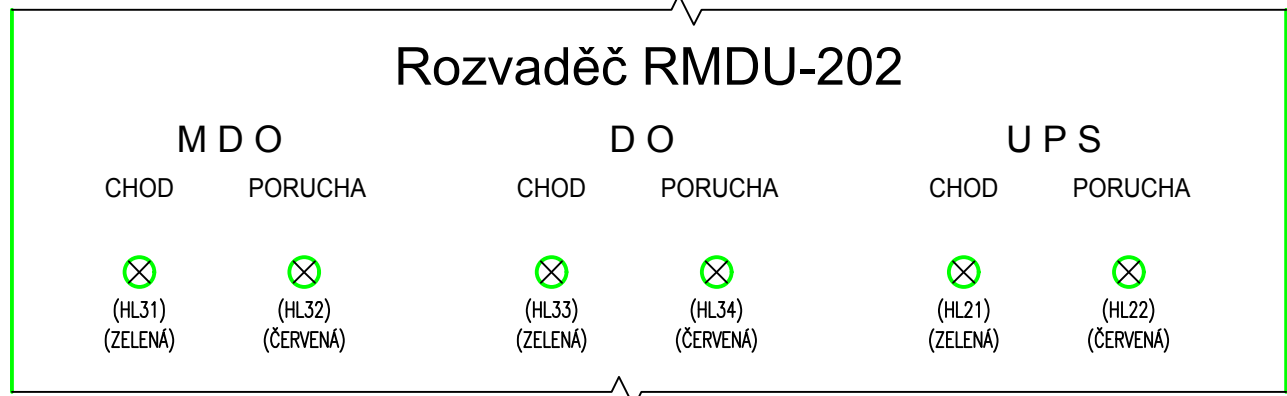 Rozvaděč RMDU-202
M D O D O U P S
CHOD PORUCHA CHOD PORUCHA CHOD PORUCHA
(HL31) (HL32) (HL33) (HL34) (HL21) (HL22)
(ZELENÁ) (ČERVENÁ) (ZELENÁ) (ČERVENÁ) (ZELENÁ) (ČERVENÁ)